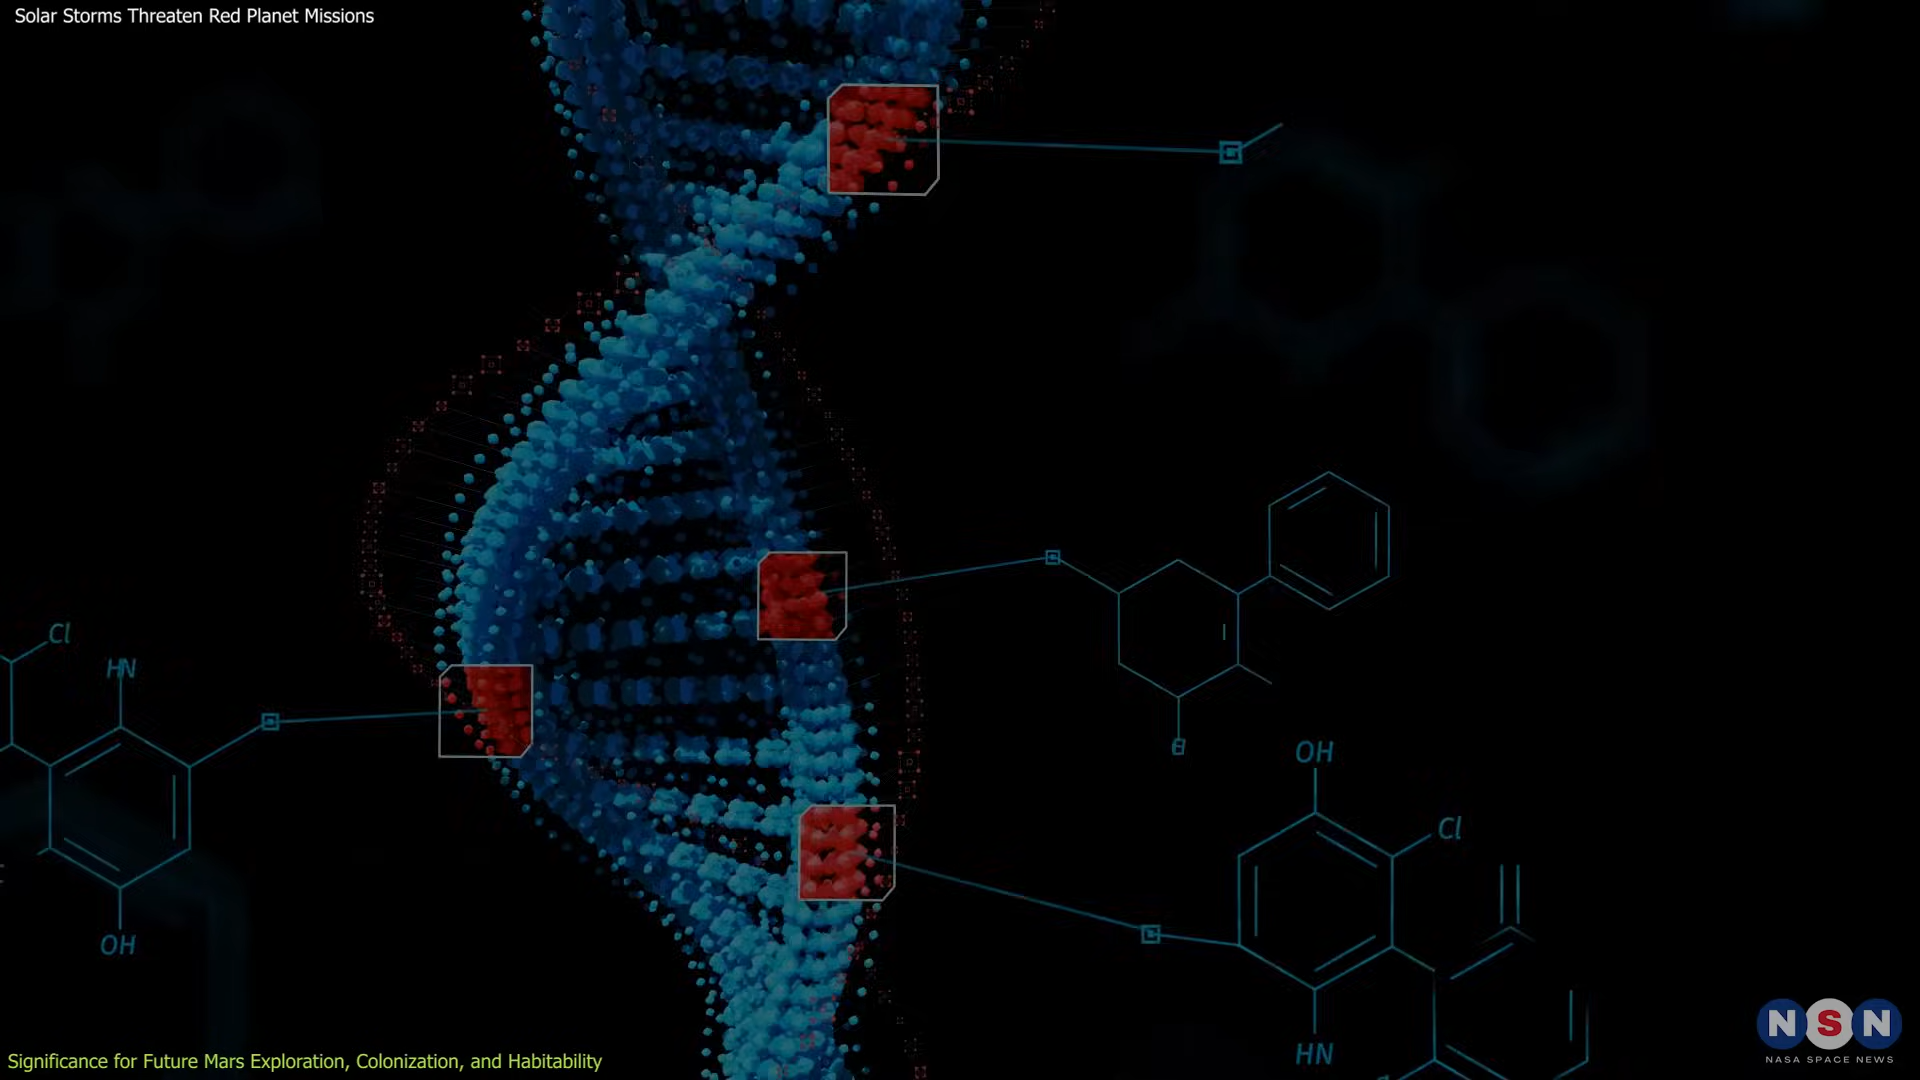 Solar Storms Threaten Red Planet Missions
Cl
HN
OH
OH
Cl
HN
Significance for Future Mars Exploration, Colonization, and Habitability
NSN
NASA SPACE NEWS